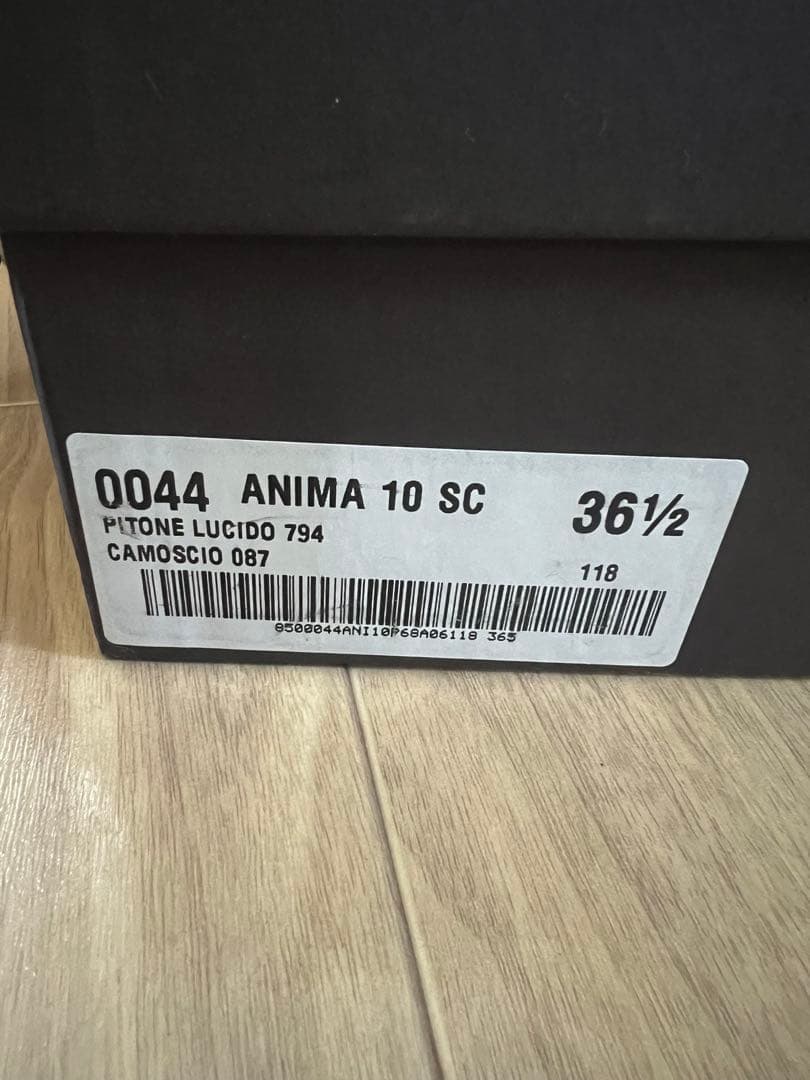 0044 ANIMA 10 SC 36½
PITONE LUCIDO 794
CAMOSCIO 087
118
8500044ANI10P68A06118 365